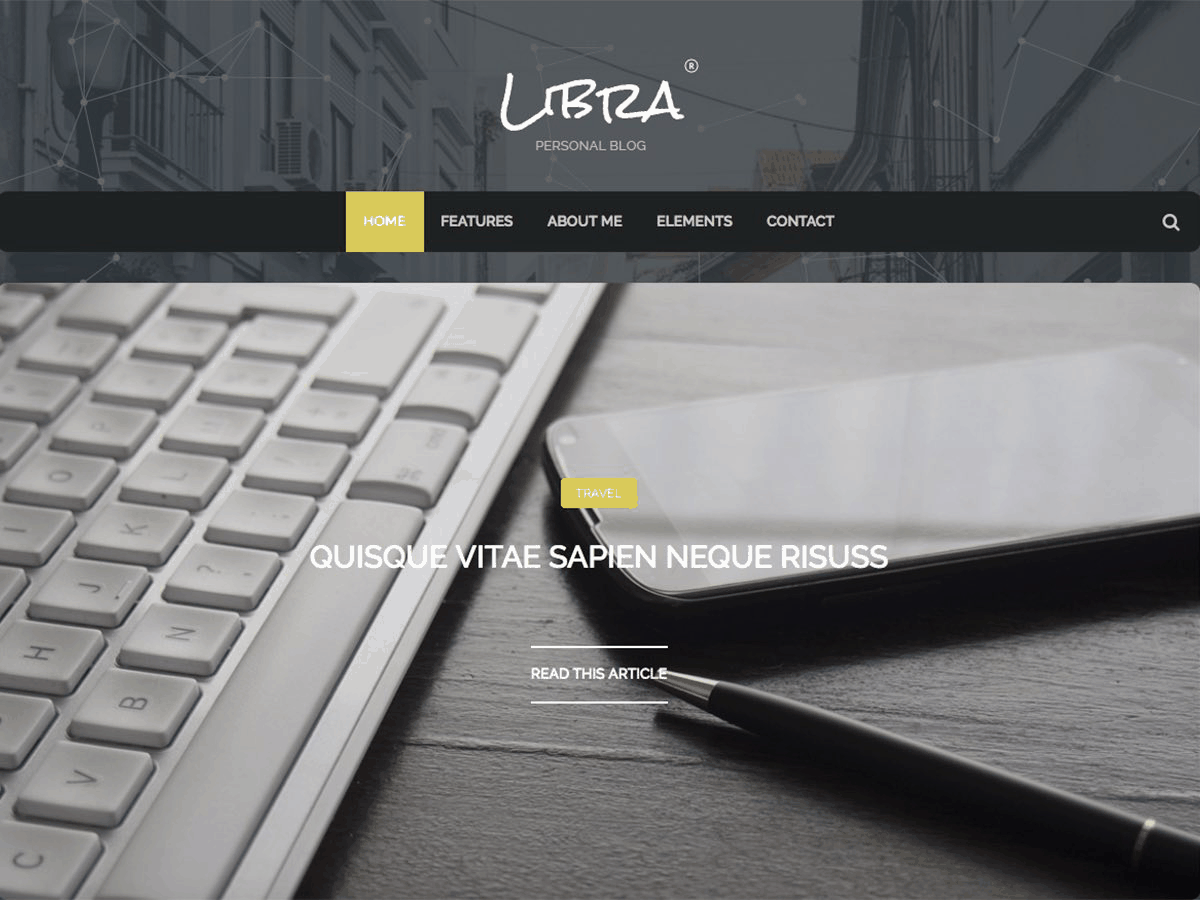 LIBRA®
PERSONAL BLOG
HOME FEATURES ABOUT ME ELEMENTS CONTACT
TRAVEL
QUISQUE VITAE SAPIEN NEQUE RISUSS
READ THIS ARTICLE
O
L
I
K
J
?
H
N
B
V
C